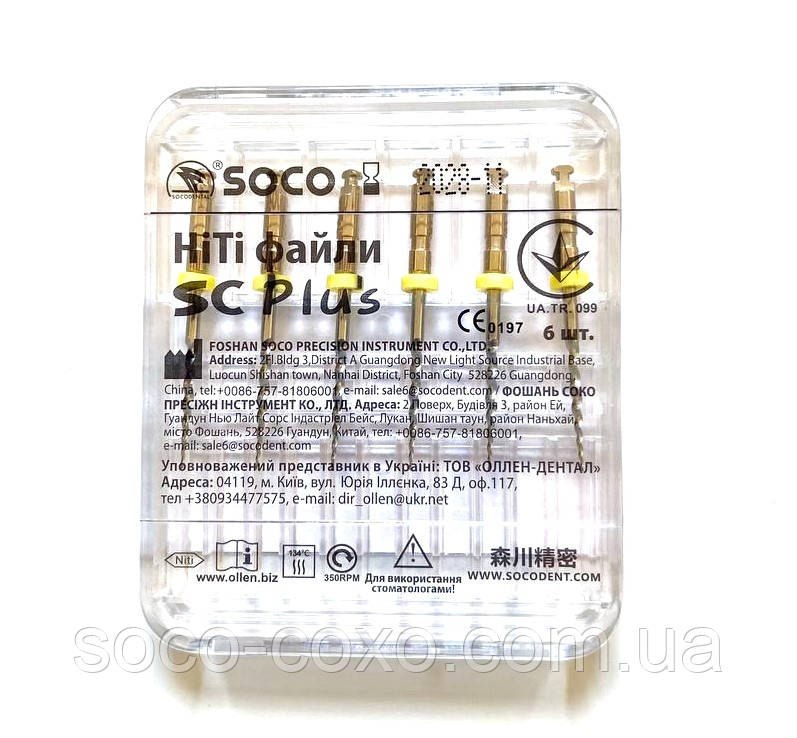 SOCODENTAL
® SOCO 2028-11
НіТі файли
SC Plus
UA.TR. 099
CE 0197 6 шт.
FOSHAN SOCO PRECISION INSTRUMENT CO.,LTD.
Address: 2Fl.Bldg 3,District A Guangdong New Light Source Industrial Base,
Luocun Shishan town, Nanhai District, Foshan City 528226 Guangdong,
China, tel:+0086-757-81806001, e-mail: sale6@socodent.com / ФОШАНЬ СОКО
ПРЕСІЖН ІНСТРУМЕНТ КО., ЛТД. Адреса: 2 Поверх, Будівля 3, район Ей,
Гуандун Нью Лайт Сорс Індастріел Бейс, Лукан, Шишан таун, район Наньхай,
місто Фошань, 528226 Гуандун, Китай, тел: +0086-757-81806001,
e-mail: sale6@socodent.com
Уповноважений представник в Україні: ТОВ «ОЛЛЕН-ДЕНТАЛ»
Адреса: 04119, м. Київ, вул. Юрія Іллєнка, 83 Д, оф.117,
тел +380934477575, e-mail: dir_ollen@ukr.net
Niti
134°C
www.ollen.biz
350RPM
Для використання
стоматологами!
森川精密
WWW.SOCODENT.COM
soco-coxo.com.ua